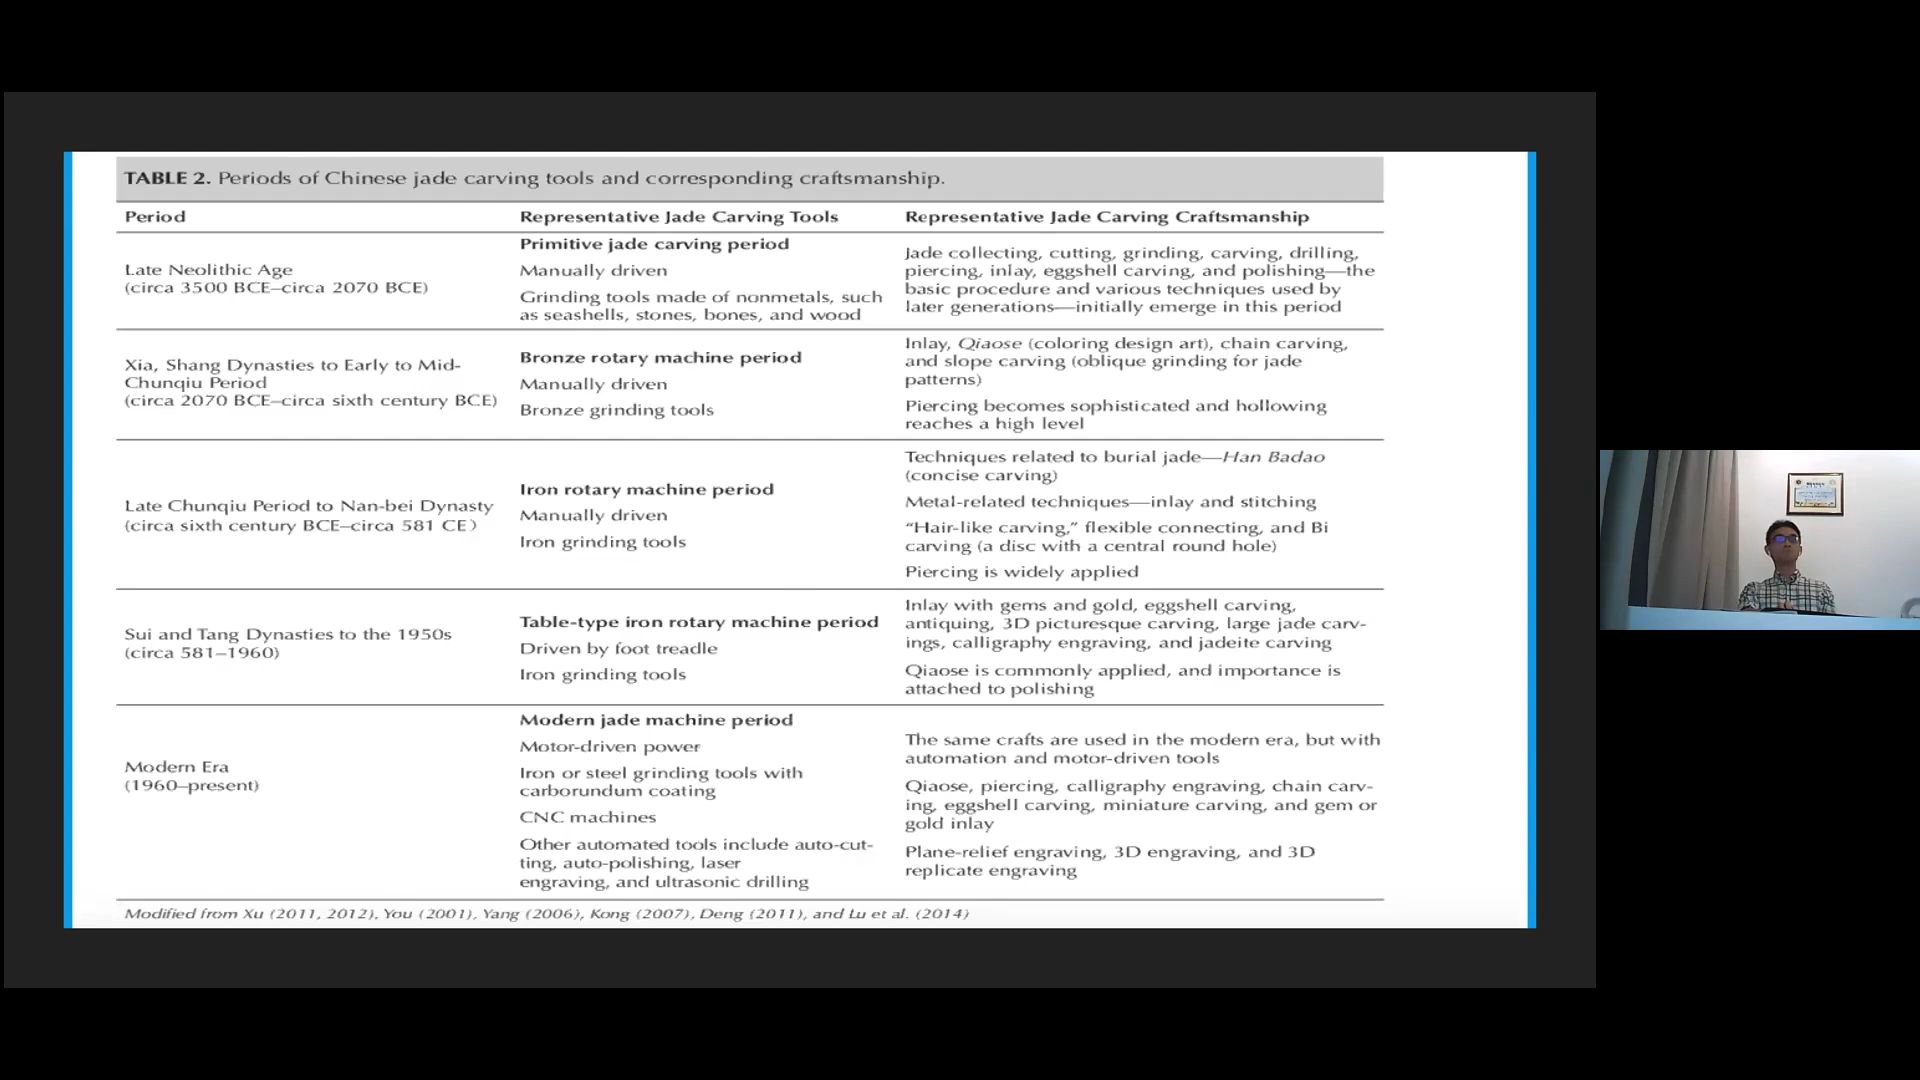 TABLE 2. Periods of Chinese jade carving tools and corresponding craftsmanship.
Period
Representative Jade Carving Tools
Representative Jade Carving Craftsmanship
Late Neolithic Age
(circa 3500 BCE–circa 2070 BCE)
Primitive jade carving period
Manually driven
Grinding tools made of nonmetals, such
as seashells, stones, bones, and wood
Jade collecting, cutting, grinding, carving, drilling,
piercing, inlay, eggshell carving, and polishing—the
basic procedure and various techniques used by
later generations—initially emerge in this period
Xia, Shang Dynasties to Early to Mid-
Chunqiu Period
(circa 2070 BCE–circa sixth century BCE)
Bronze rotary machine period
Manually driven
Bronze grinding tools
Inlay, Qiaose (coloring design art), chain carving,
and slope carving (oblique grinding for jade
patterns)
Piercing becomes sophisticated and hollowing
reaches a high level
Late Chunqiu Period to Nan-bei Dynasty
(circa sixth century BCE–circa 581 CE)
Iron rotary machine period
Manually driven
Iron grinding tools
Techniques related to burial jade—Han Badao
(concise carving)
Metal-related techniques—inlay and stitching
“Hair-like carving,” flexible connecting, and Bi
carving (a disc with a central round hole)
Piercing is widely applied
Sui and Tang Dynasties to the 1950s
(circa 581–1960)
Table-type iron rotary machine period
Driven by foot treadle
Iron grinding tools
Inlay with gems and gold, eggshell carving,
antiquing, 3D picturesque carving, large jade carv-
ings, calligraphy engraving, and jadeite carving
Qiaose is commonly applied, and importance is
attached to polishing
Modern Era
(1960–present)
Modern jade machine period
Motor-driven power
Iron or steel grinding tools with
carborundum coating
CNC machines
Other automated tools include auto-cut-
ting, auto-polishing, laser
engraving, and ultrasonic drilling
The same crafts are used in the modern era, but with
automation and motor-driven tools
Qiaose, piercing, calligraphy engraving, chain carv-
ing, eggshell carving, miniature carving, and gem or
gold inlay
Plane-relief engraving, 3D engraving, and 3D
replicate engraving
Modified from Xu (2011, 2012), You (2001), Yang (2006), Kong (2007), Deng (2011), and Lu et al. (2014)